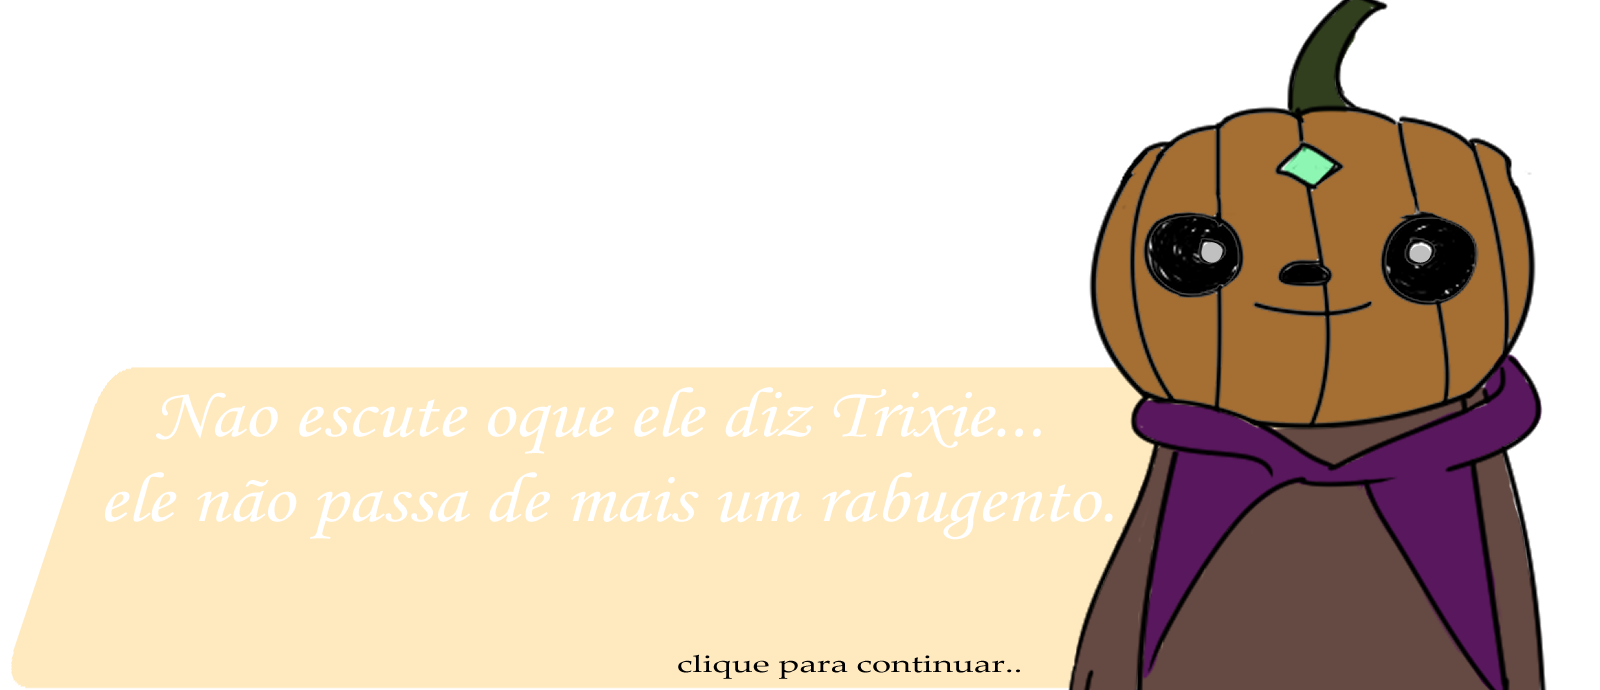 Nao escute oque ele diz Trixie...
ele não passa de mais um rabugento.
clique para continuar..